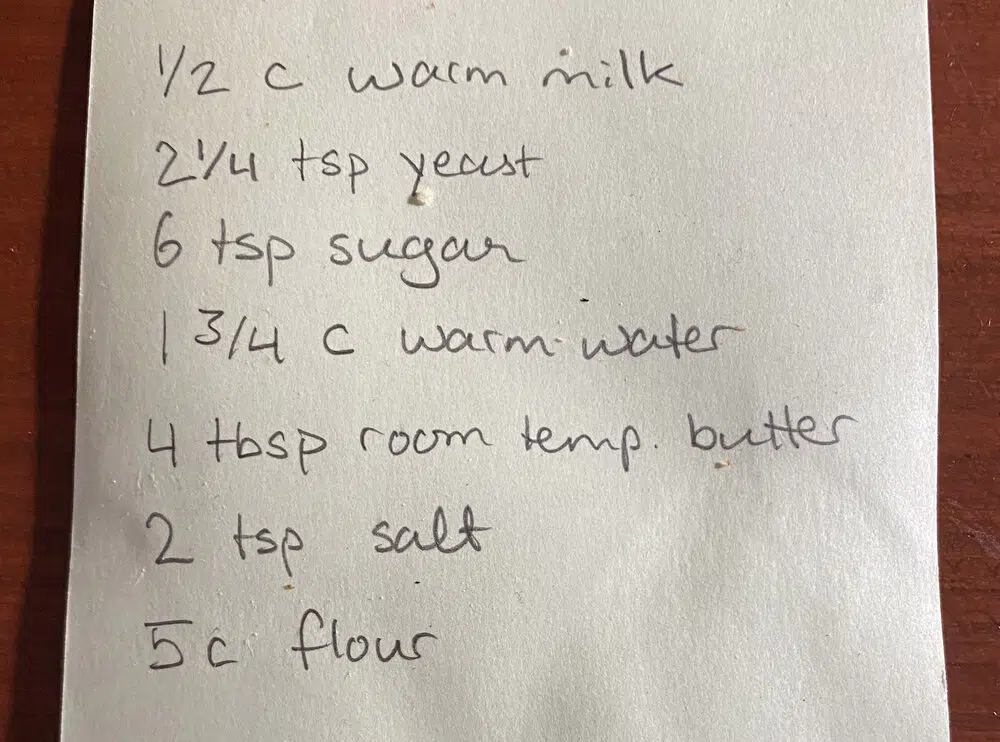 1/2 c warm milk
2 1/4 tsp yeast
6 tsp sugar
1 3/4 c warm water
4 tbsp room temp. butter
2 tsp salt
5 c flour